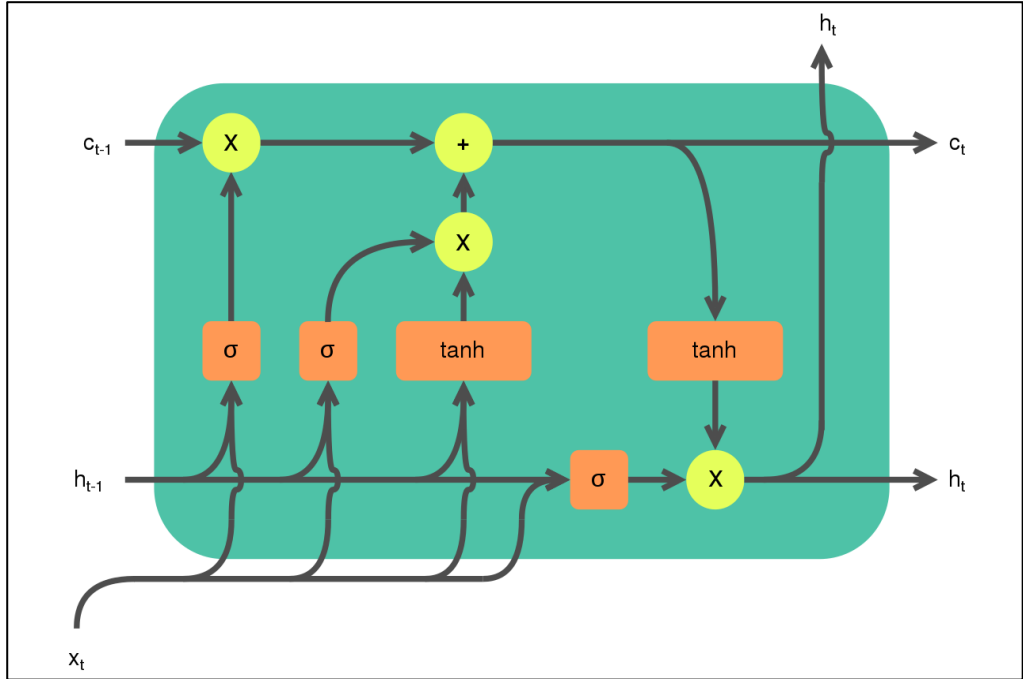 h_t
c_{t-1} X + c_t
X
σ σ tanh tanh
h_{t-1} σ X h_t
x_t